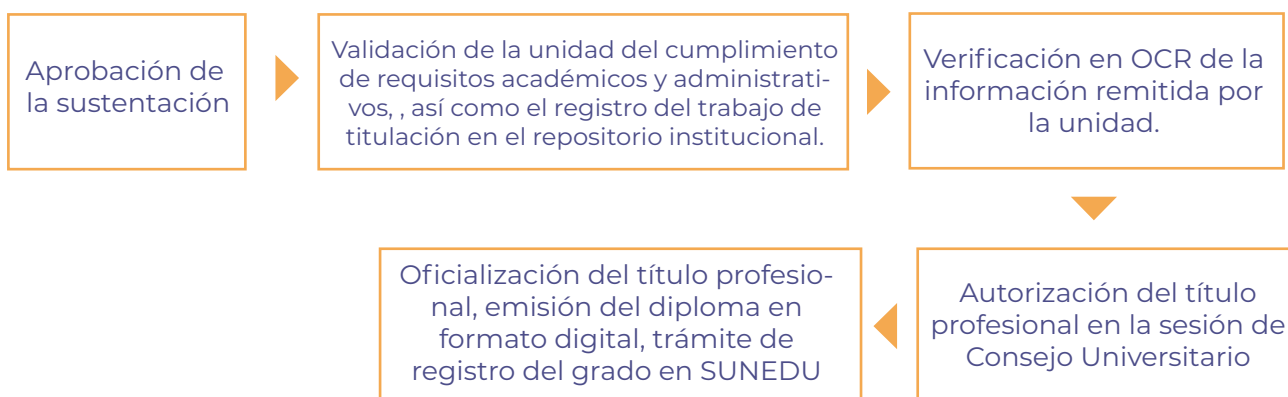 Aprobación de
la sustentación
Validación de la unidad del cumplimiento
de requisitos académicos y administrati-
vos, , así como el registro del trabajo de
titulación en el repositorio institucional.
Verificación en OCR de la
información remitida por
la unidad.
Autorización del título
profesional en la sesión de
Consejo Universitario
Oficialización del título profesio-
nal, emisión del diploma en
formato digital, trámite de
registro del grado en SUNEDU